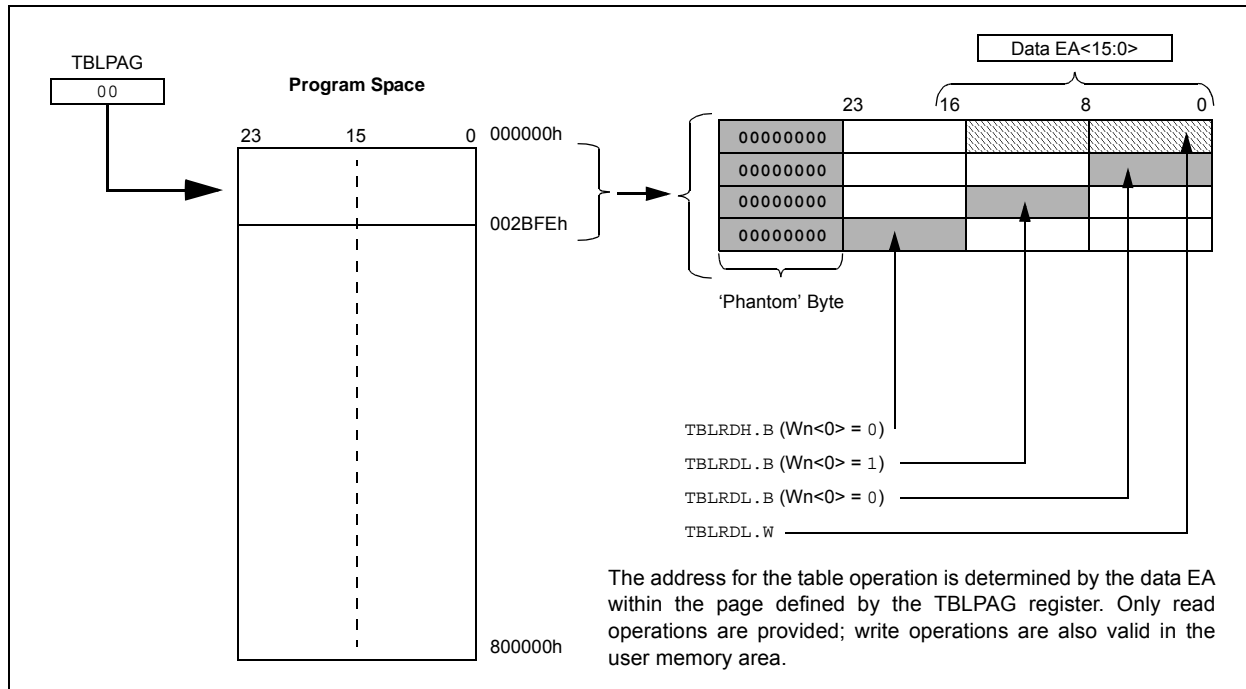 TBLPAG
00
Program Space
23 15 0
000000h
002BFEh
800000h
Data EA<15:0>
23 16 8 0
00000000
00000000
00000000
00000000
‘Phantom’ Byte
TBLRDH.B (Wn<0> = 0)
TBLRDL.B (Wn<0> = 1)
TBLRDL.B (Wn<0> = 0)
TBLRDL.W
The address for the table operation is determined by the data EA
within the page defined by the TBLPAG register. Only read
operations are provided; write operations are also valid in the
user memory area.